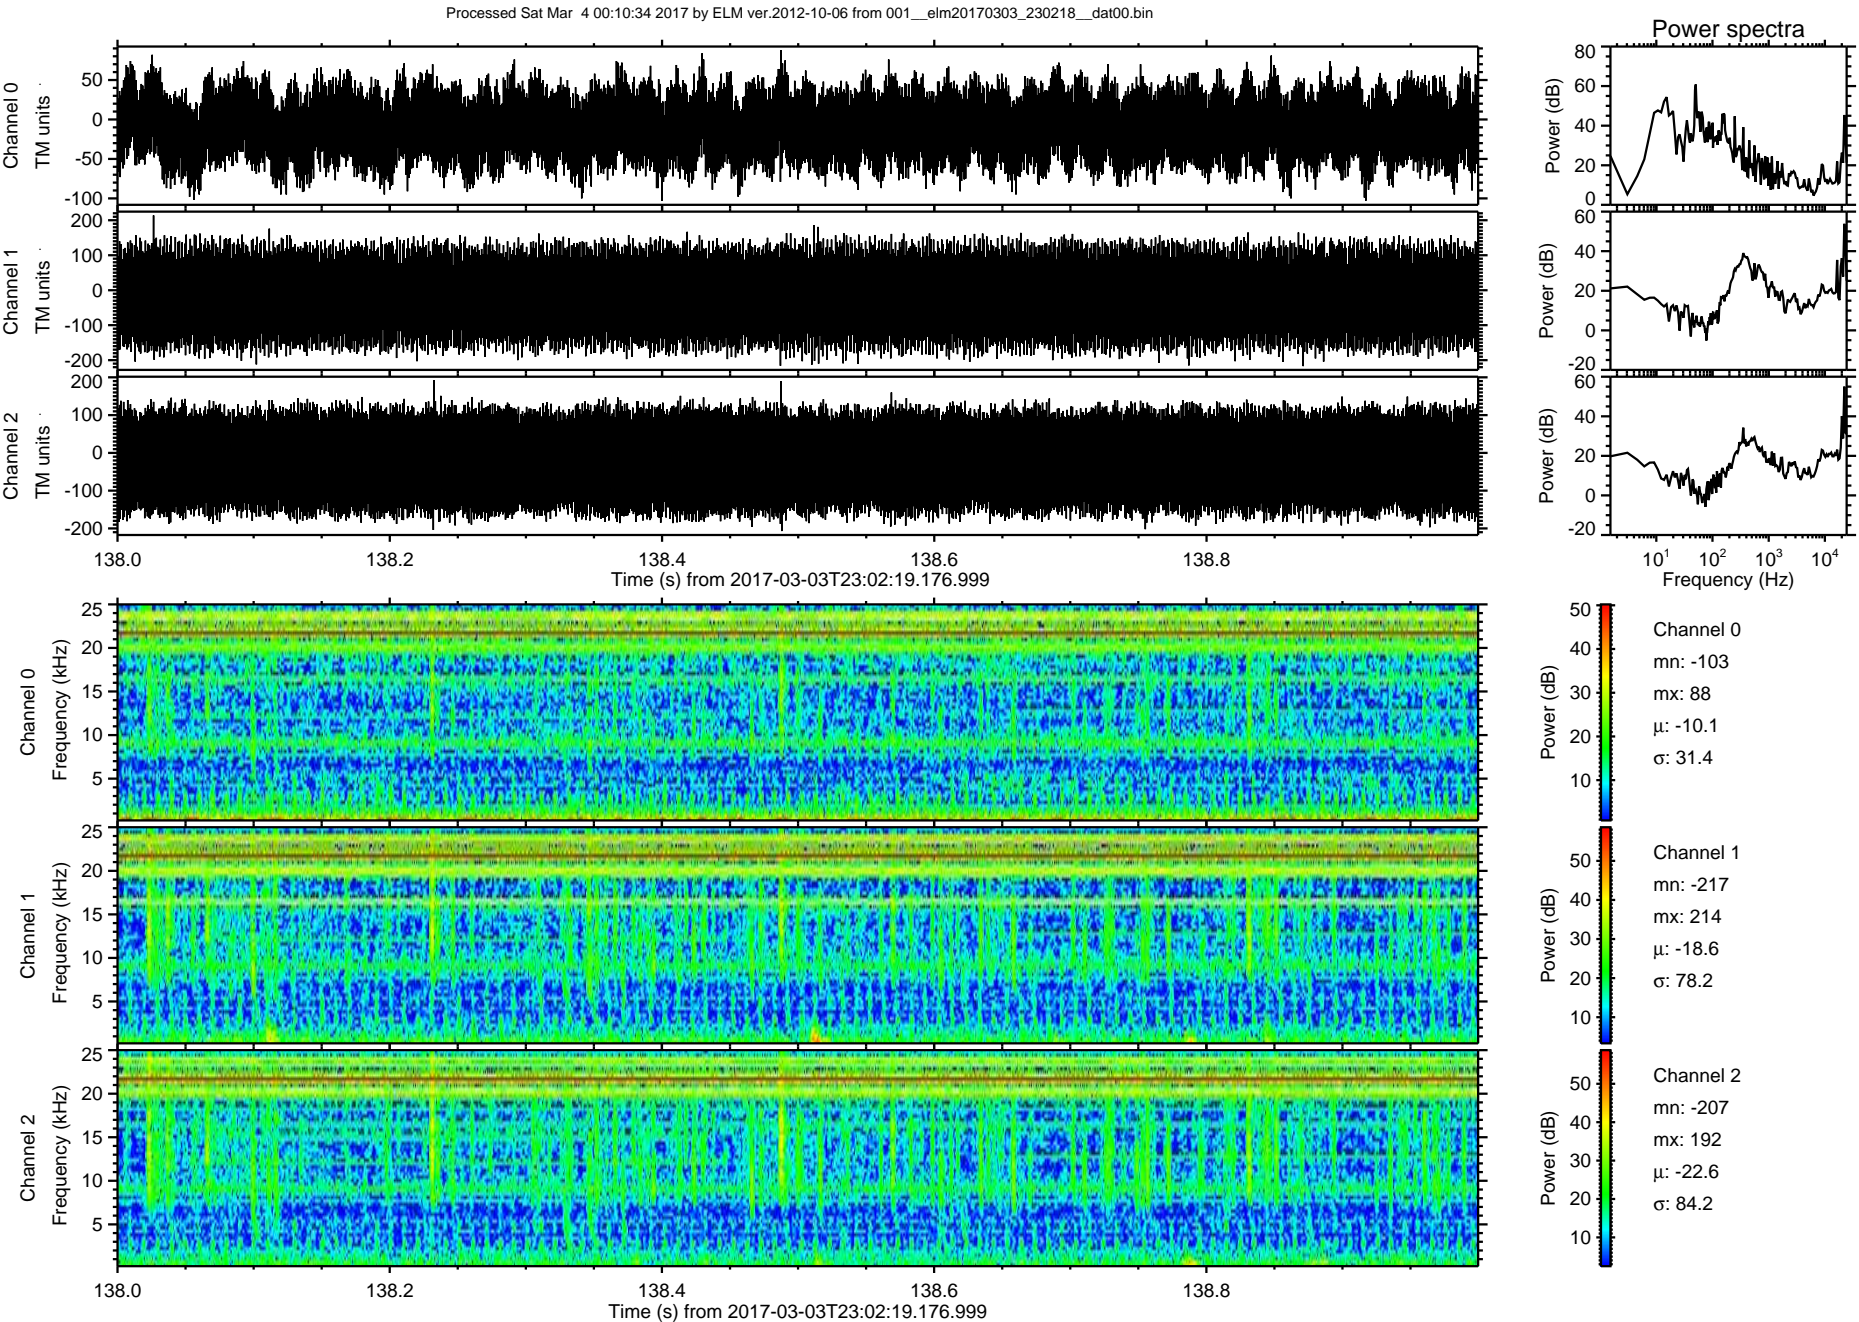 Processed Sat Mar  4 00:10:34 2017 by ELM ver.2012-10-06 from 001__elm20170303_230218__dat00.bin
Power spectra
Channel 0
TM units
50
0
-50
-100
Power (dB)
80
60
40
20
0
Channel 1
TM units
200
100
0
-100
-200
Power (dB)
60
40
20
0
-20
Channel 2
TM units
200
100
0
-100
-200
Power (dB)
60
40
20
0
-20
138.0 138.2 138.4 138.6 138.8
Time (s) from 2017-03-03T23:02:19.176.999
10¹ 10² 10³ 10⁴
Frequency (Hz)
Channel 0
Frequency (kHz)
25
20
15
10
5
Power (dB)
50
40
30
20
10
Channel 0
mn: -103
mx: 88
μ: -10.1
σ: 31.4
Channel 1
Frequency (kHz)
25
20
15
10
5
Power (dB)
50
40
30
20
10
Channel 1
mn: -217
mx: 214
μ: -18.6
σ: 78.2
Channel 2
Frequency (kHz)
25
20
15
10
5
Power (dB)
50
40
30
20
10
Channel 2
mn: -207
mx: 192
μ: -22.6
σ: 84.2
138.0 138.2 138.4 138.6 138.8
Time (s) from 2017-03-03T23:02:19.176.999